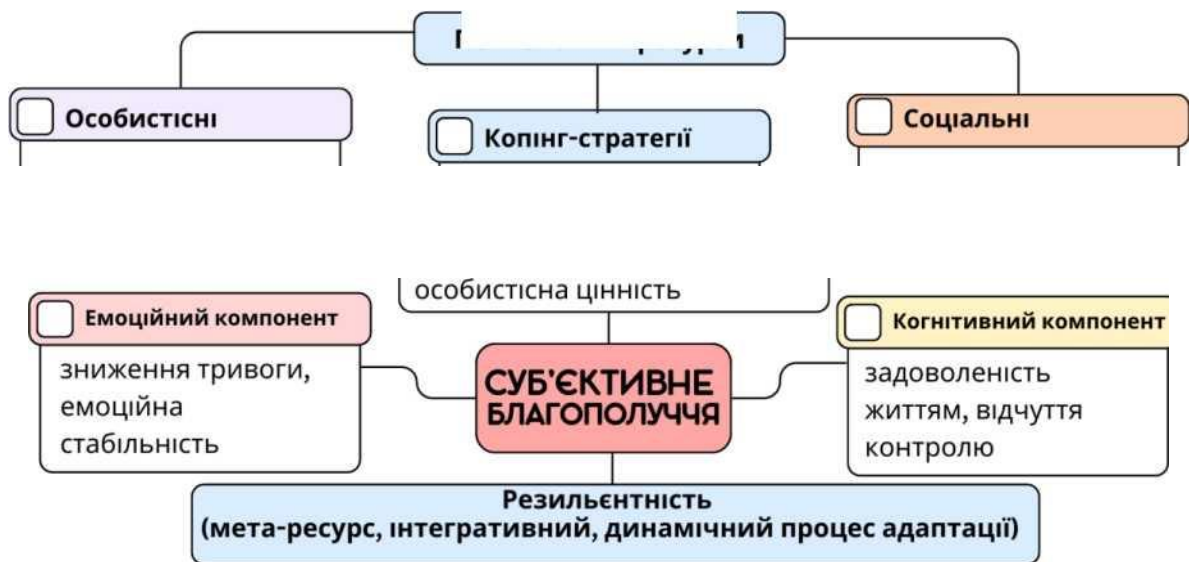 Особистісні
Копінг-стратегії
Соціальні
особистісна цінність
Емоційний компонент
зниження тривоги,
емоційна
стабільність
СУБ'ЄКТИВНЕ
БЛАГОПОЛУЧЧЯ
Когнітивний компонент
задоволеність
життям, відчуття
контролю
Резильєнтність
(мета-ресурс, інтегративний, динамічний процес адаптації)